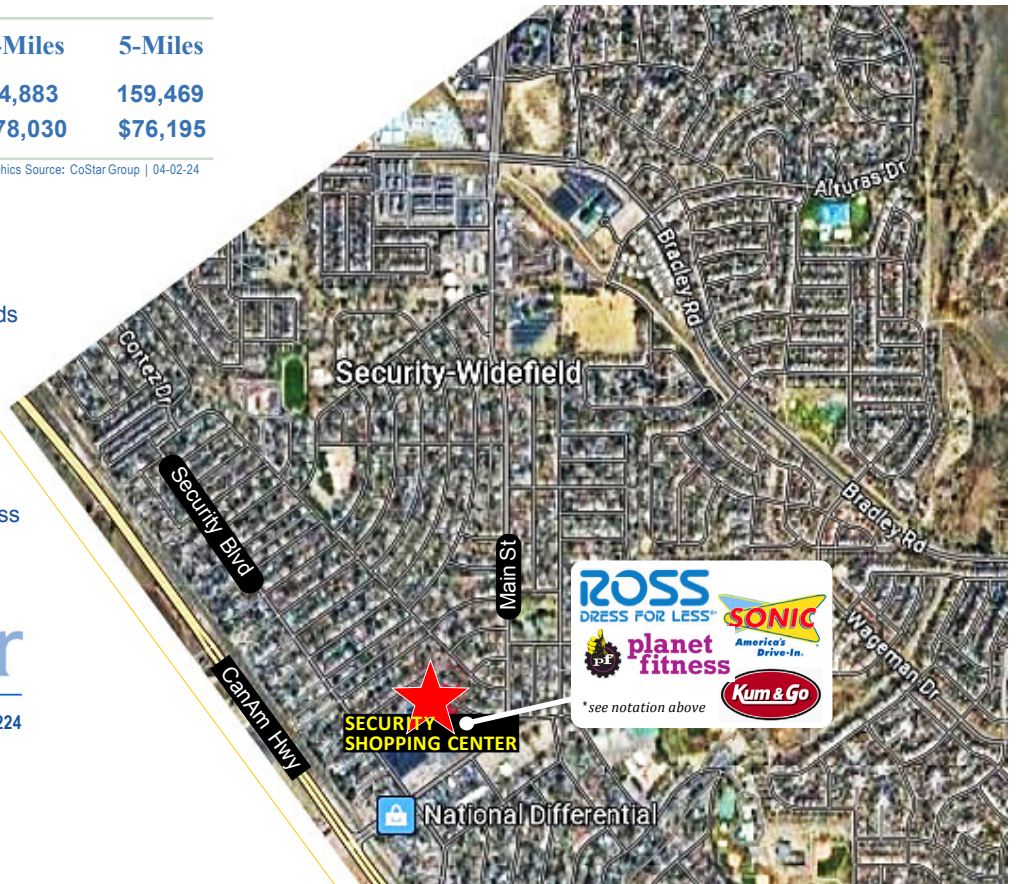 -Miles 5-Miles
4,883 159,469
78,030 $76,195
hics Source: CoStar Group | 04-02-24
Alturas Dr
Bradley Rd
ds
Cortez Dr
Security-Widefield
Security Blvd
ss
Bradley Rd
Main St
ROSS
DRESS FOR LESS
SONIC
America's
Drive-In.
pf planet
fitness
Kum & Go
*see notation above
Wageman Dr
r
224
CanAm Hwy
SECURITY
SHOPPING CENTER
National Differential